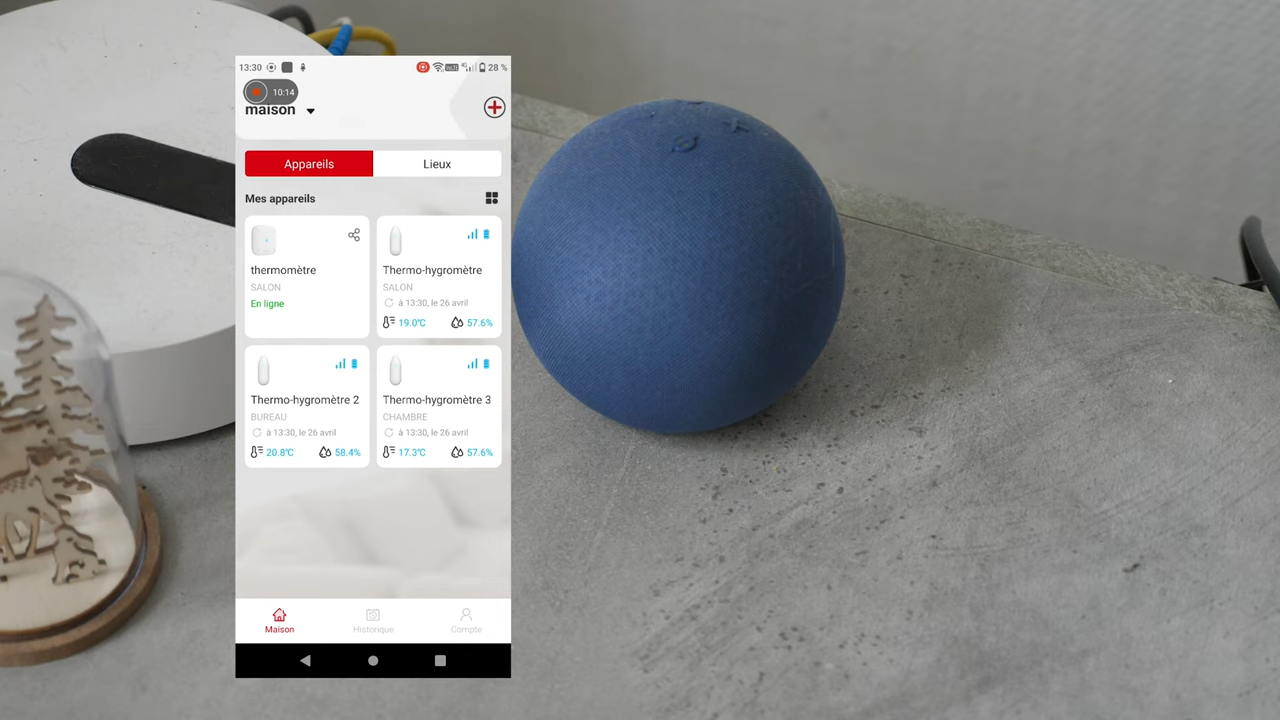 13:30 28 %
10:14
maison
Appareils Lieux
Mes appareils
thermomètre
SALON
En ligne
Thermo-hygromètre
SALON
à 13:30, le 26 avril
19.0℃ 57.6%
Thermo-hygromètre 2
BUREAU
à 13:30, le 26 avril
20.8℃ 58.4%
Thermo-hygromètre 3
CHAMBRE
à 13:30, le 26 avril
17.3℃ 57.6%
Maison Historique Compte